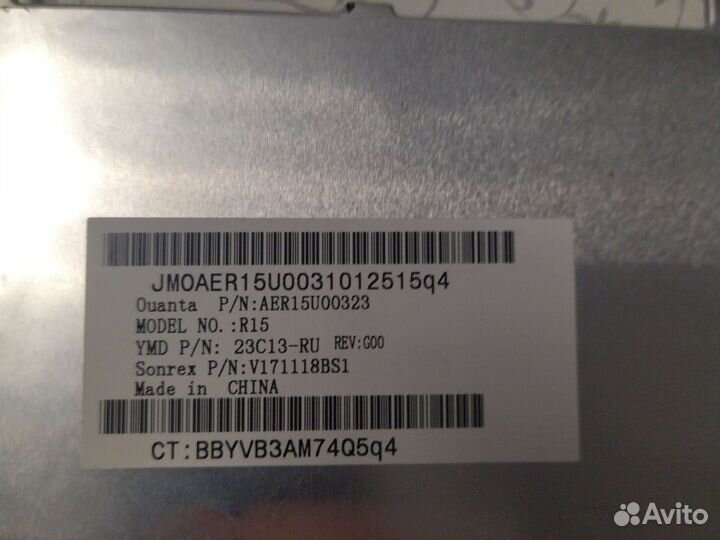 JMOAER15U0031012515q4
Ouanta P/N:AER15U00323
MODEL NO.:R15
YMD P/N: 23C13-RU REV:G00
Sonrex P/N:V171118BS1
Made in CHINA
CT:BBYVB3AM74Q5q4
Avito